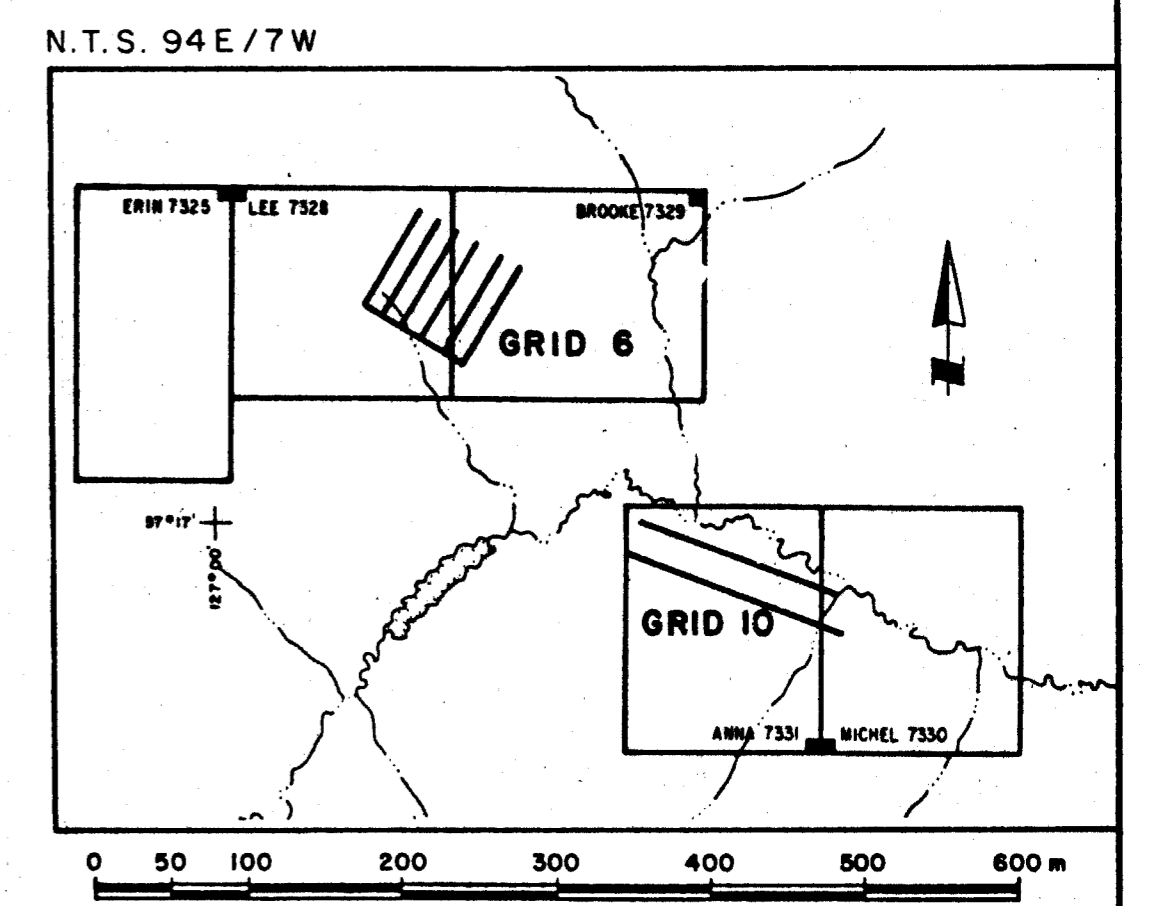 N.T.S. 94E/7W
ERIN 7325
LEE 7328
BROOKE 7329
GRID 6
97°17'
127°00'
GRID 10
ANNA 7331
MICHEL 7330
0 50 100 200 300 400 500 600 m